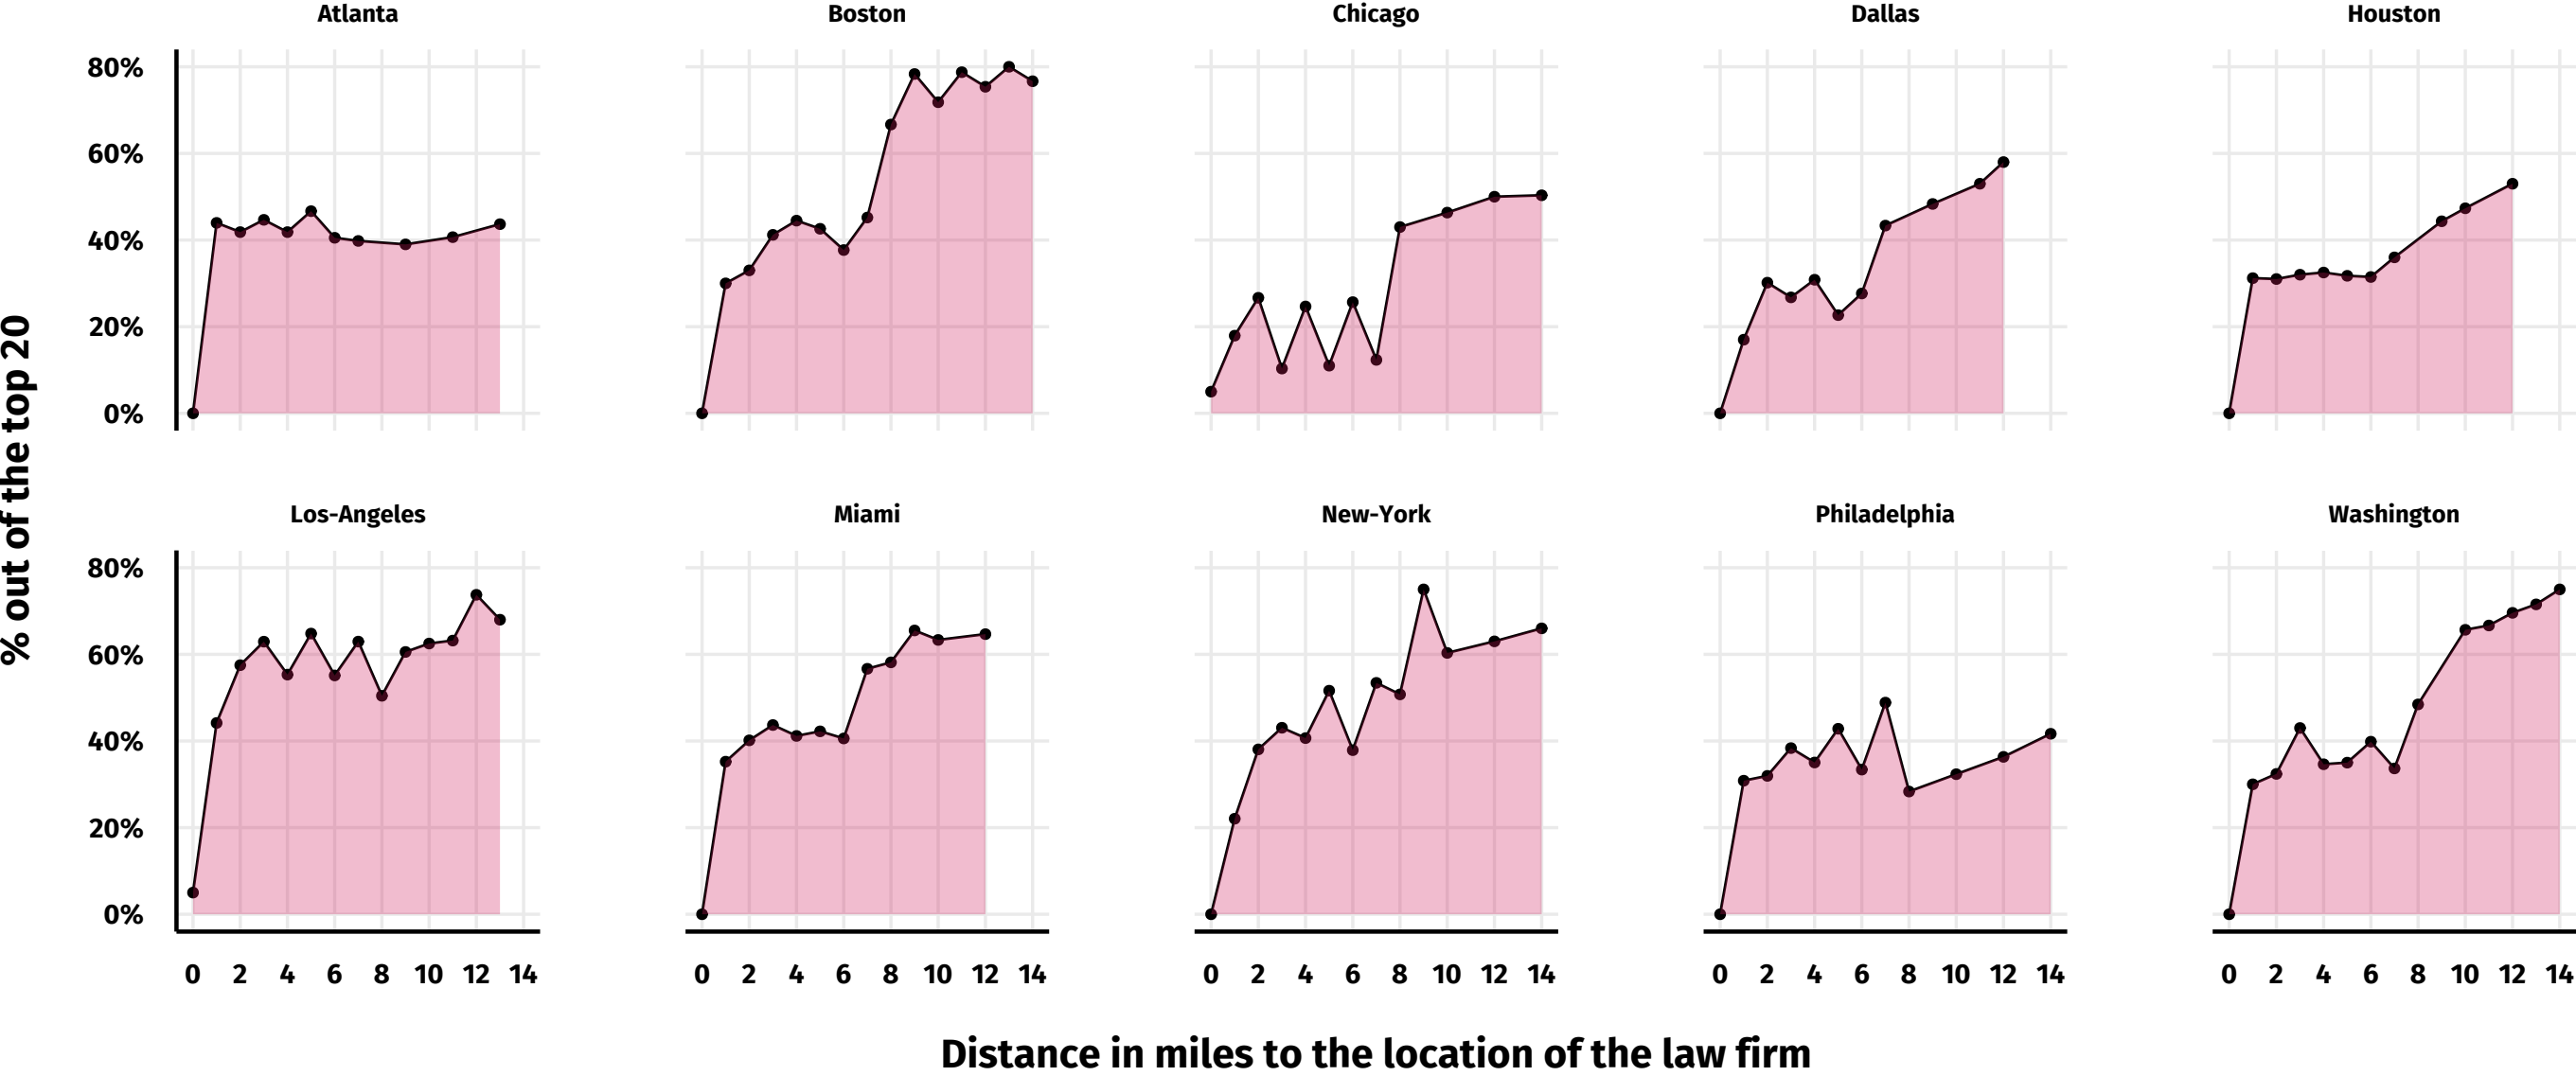 Atlanta
Boston
Chicago
Dallas
Houston
80%
60%
40%
20%
0%
% out of the top 20
Los-Angeles
Miami
New-York
Philadelphia
Washington
80%
60%
40%
20%
0%
0 2 4 6 8 10 12 14
0 2 4 6 8 10 12 14
0 2 4 6 8 10 12 14
0 2 4 6 8 10 12 14
0 2 4 6 8 10 12 14
Distance in miles to the location of the law firm